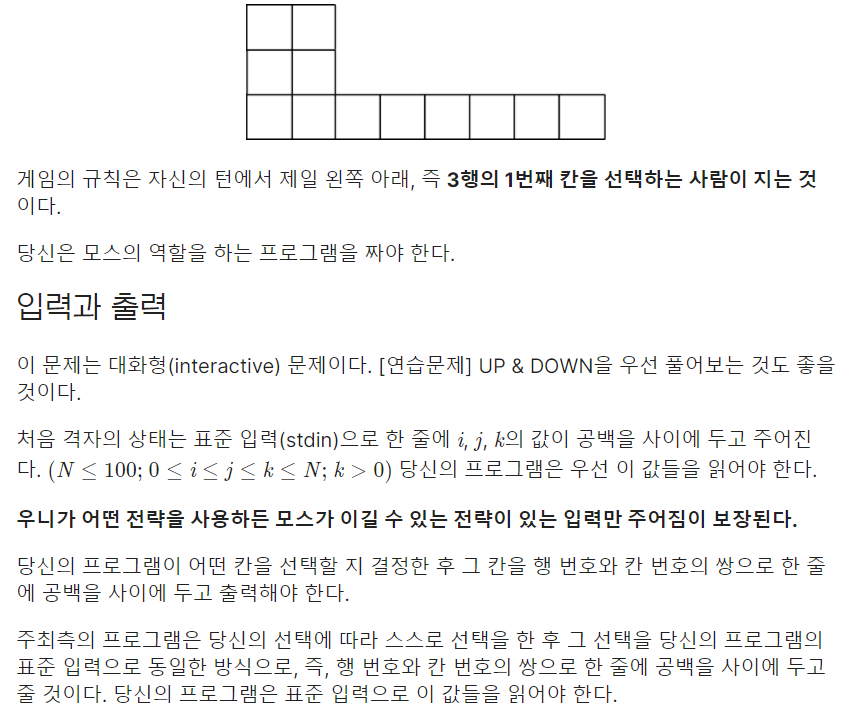 게임의 규칙은 자신의 턴에서 제일 왼쪽 아래, 즉 3행의 1번째 칸을 선택하는 사람이 지는 것
이다.
당신은 모스의 역할을 하는 프로그램을 짜야 한다.
입력과 출력
이 문제는 대화형(interactive) 문제이다. [연습문제] UP & DOWN을 우선 풀어보는 것도 좋을
것이다.
처음 격자의 상태는 표준 입력(stdin)으로 한 줄에 i, j, k의 값이 공백을 사이에 두고 주어진
다. (N ≤ 100; 0 ≤ i ≤ j ≤ k ≤ N; k > 0) 당신의 프로그램은 우선 이 값들을 읽어야 한다.
우니가 어떤 전략을 사용하든 모스가 이길 수 있는 전략이 있는 입력만 주어짐이 보장된다.
당신의 프로그램이 어떤 칸을 선택할 지 결정한 후 그 칸을 행 번호와 칸 번호의 쌍으로 한 줄
에 공백을 사이에 두고 출력해야 한다.
주최측의 프로그램은 당신의 선택에 따라 스스로 선택을 한 후 그 선택을 당신의 프로그램의
표준 입력으로 동일한 방식으로, 즉, 행 번호와 칸 번호의 쌍으로 한 줄에 공백을 사이에 두고
줄 것이다. 당신의 프로그램은 표준 입력으로 이 값들을 읽어야 한다.